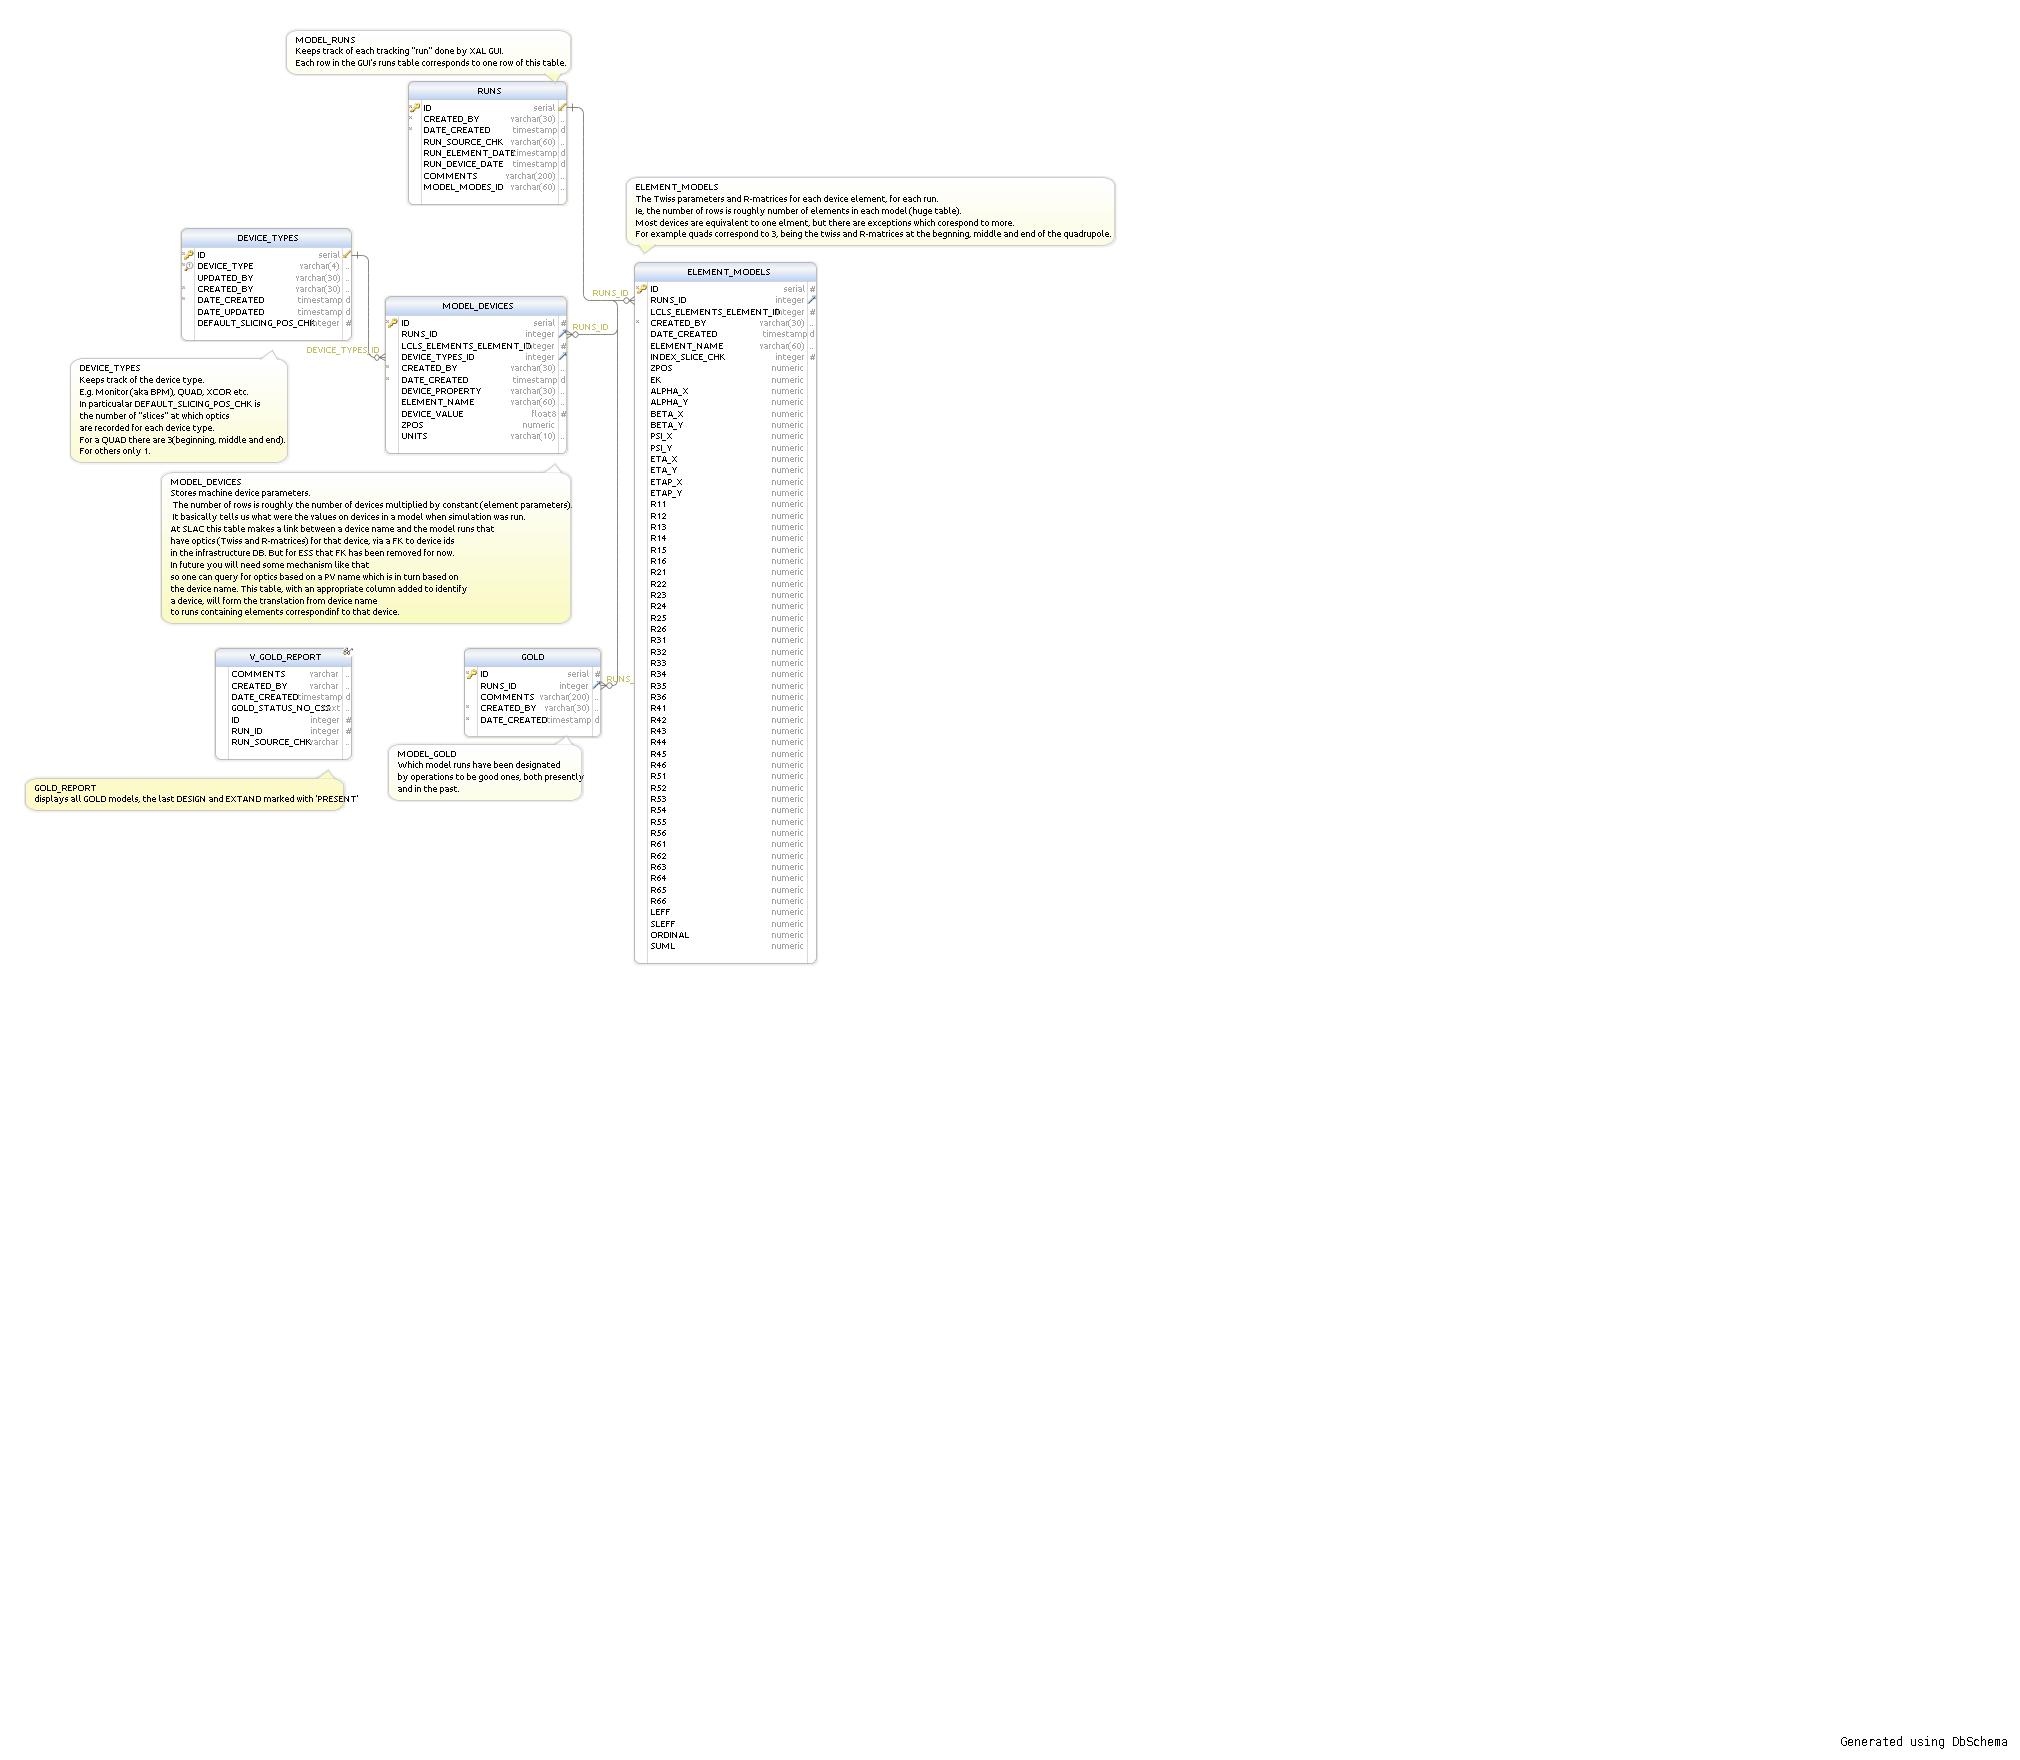 MODEL_RUNS
Keeps track of each tracking "run" done by XAL GUI.
Each row in the GUI's runs table corresponds to one row of this table.
RUNS
ID serial
CREATED_BY varchar(30) ..
DATE_CREATED timestamp d
RUN_SOURCE_CHK varchar(60) ..
RUN_ELEMENT_DATE timestamp d
RUN_DEVICE_DATE timestamp d
COMMENTS varchar(200) ..
MODEL_MODES_ID varchar(60) ..
ELEMENT_MODELS
The Twiss parameters and R-matrices for each device element, for each run.
Ie, the number of rows is roughly number of elements in each model(huge table).
Most devices are equivalent to one elment, but there are exceptions which corespond to more.
For example quads correspond to 3, being the twiss and R-matrices at the begnning, middle and end of the quadrupole.
DEVICE_TYPES
ID serial
DEVICE_TYPE varchar(4) ..
UPDATED_BY varchar(30) ..
CREATED_BY varchar(30) ..
DATE_CREATED timestamp d
DATE_UPDATED timestamp d
DEFAULT_SLICING_POS_CHK integer #
DEVICE_TYPES_ID
DEVICE_TYPES
Keeps track of the device type.
E.g. Monitor(aka BPM), QUAD, XCOR etc.
In particualar DEFAULT_SLICING_POS_CHK is
the number of "slices" at which optics
are recorded for each device type.
For a QUAD there are 3(beginning, middle and end).
For others only 1.
MODEL_DEVICES
ID serial #
RUNS_ID integer
LCLS_ELEMENTS_ELEMENT_ID integer #
DEVICE_TYPES_ID integer
CREATED_BY varchar(30) ..
DATE_CREATED timestamp d
DEVICE_PROPERTY varchar(30) ..
ELEMENT_NAME varchar(60) ..
DEVICE_VALUE float8 #
ZPOS numeric
UNITS varchar(10) ..
RUNS_ID
RUNS_ID
MODEL_DEVICES
Stores machine device parameters.
The number of rows is roughly the number of devices multiplied by constant(element parameters).
It basically tells us what were the values on devices in a model when simulation was run.
At SLAC this table makes a link between a device name and the model runs that
have optics(Twiss and R-matrices) for that device, via a FK to device ids
in the infrastructure DB. But for ESS that FK has been removed for now.
In future you will need some mechanism like that
so one can query for optics based on a PV name which is in turn based on
the device name. This table, with an appropriate column added to identify
a device, will form the translation from device name
to runs containing elements correspondinf to that device.
ELEMENT_MODELS
ID serial #
RUNS_ID integer
LCLS_ELEMENTS_ELEMENT_ID integer #
CREATED_BY varchar(30) ..
DATE_CREATED timestamp d
ELEMENT_NAME varchar(60) ..
INDEX_SLICE_CHK integer #
ZPOS numeric
EK numeric
ALPHA_X numeric
ALPHA_Y numeric
BETA_X numeric
BETA_Y numeric
PSI_X numeric
PSI_Y numeric
ETA_X numeric
ETA_Y numeric
ETAP_X numeric
ETAP_Y numeric
R11 numeric
R12 numeric
R13 numeric
R14 numeric
R15 numeric
R16 numeric
R21 numeric
R22 numeric
R23 numeric
R24 numeric
R25 numeric
R26 numeric
R31 numeric
R32 numeric
R33 numeric
R34 numeric
R35 numeric
R36 numeric
R41 numeric
R42 numeric
R43 numeric
R44 numeric
R45 numeric
R46 numeric
R51 numeric
R52 numeric
R53 numeric
R54 numeric
R55 numeric
R56 numeric
R61 numeric
R62 numeric
R63 numeric
R64 numeric
R65 numeric
R66 numeric
LEFF numeric
SLEFF numeric
ORDINAL numeric
SUML numeric
V_GOLD_REPORT
COMMENTS varchar ..
CREATED_BY varchar ..
DATE_CREATED timestamp d
GOLD_STATUS_NO_CSS text ..
ID integer #
RUN_ID integer #
RUN_SOURCE_CHK varchar ..
GOLD_REPORT
displays all GOLD models, the last DESIGN and EXTAND marked with 'PRESENT'
GOLD
ID serial #
RUNS_ID integer
COMMENTS varchar(200) ..
CREATED_BY varchar(30) ..
DATE_CREATED timestamp d
RUNS_
MODEL_GOLD
Which model runs have been designated
by operations to be good ones, both presently
and in the past.
Generated using DbSchema